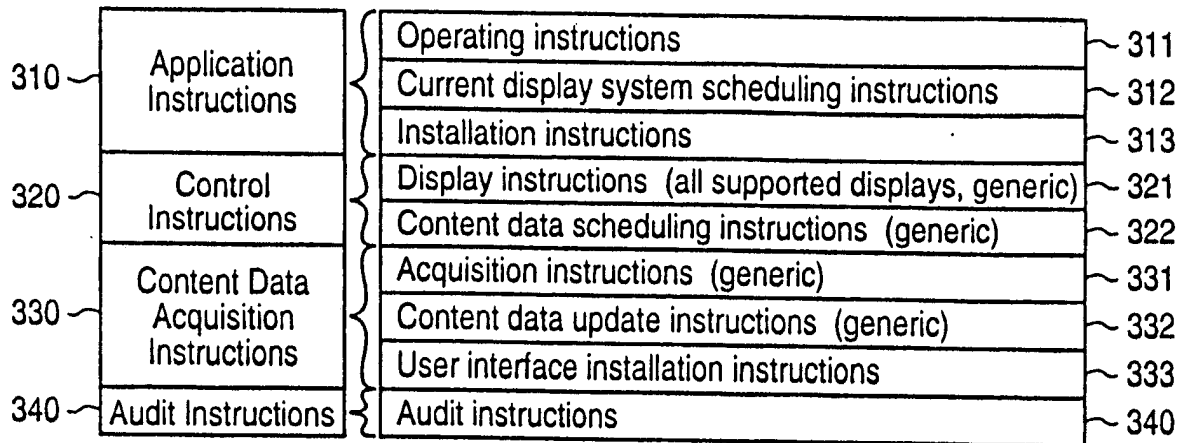 310
Application
Instructions
Operating instructions
311
Current display system scheduling instructions
312
Installation instructions
313
320
Control
Instructions
Display instructions (all supported displays, generic)
321
Content data scheduling instructions (generic)
322
330
Content Data
Acquisition
Instructions
Acquisition instructions (generic)
331
Content data update instructions (generic)
332
User interface installation instructions
333
340
Audit Instructions
Audit instructions
340